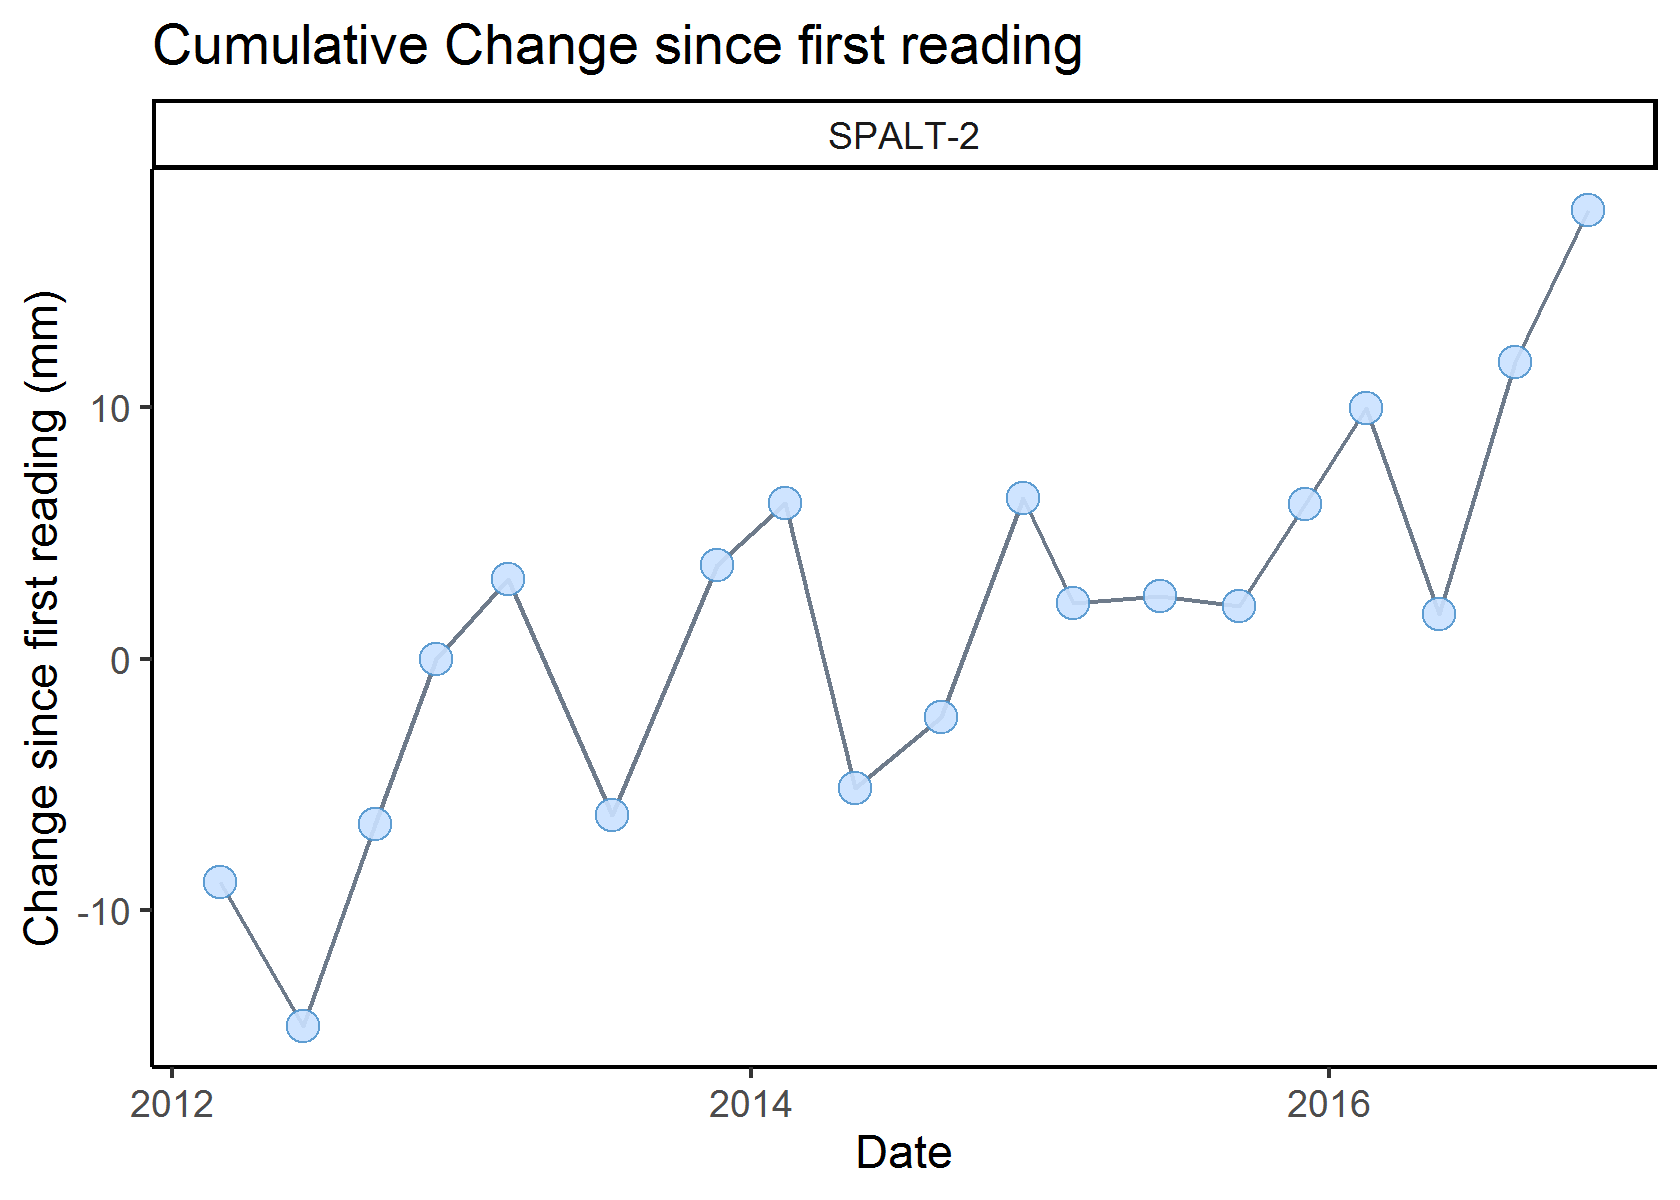 Cumulative Change since first reading
SPALT-2
Change since first reading (mm)
10
0
-10
2012
2014
2016
Date